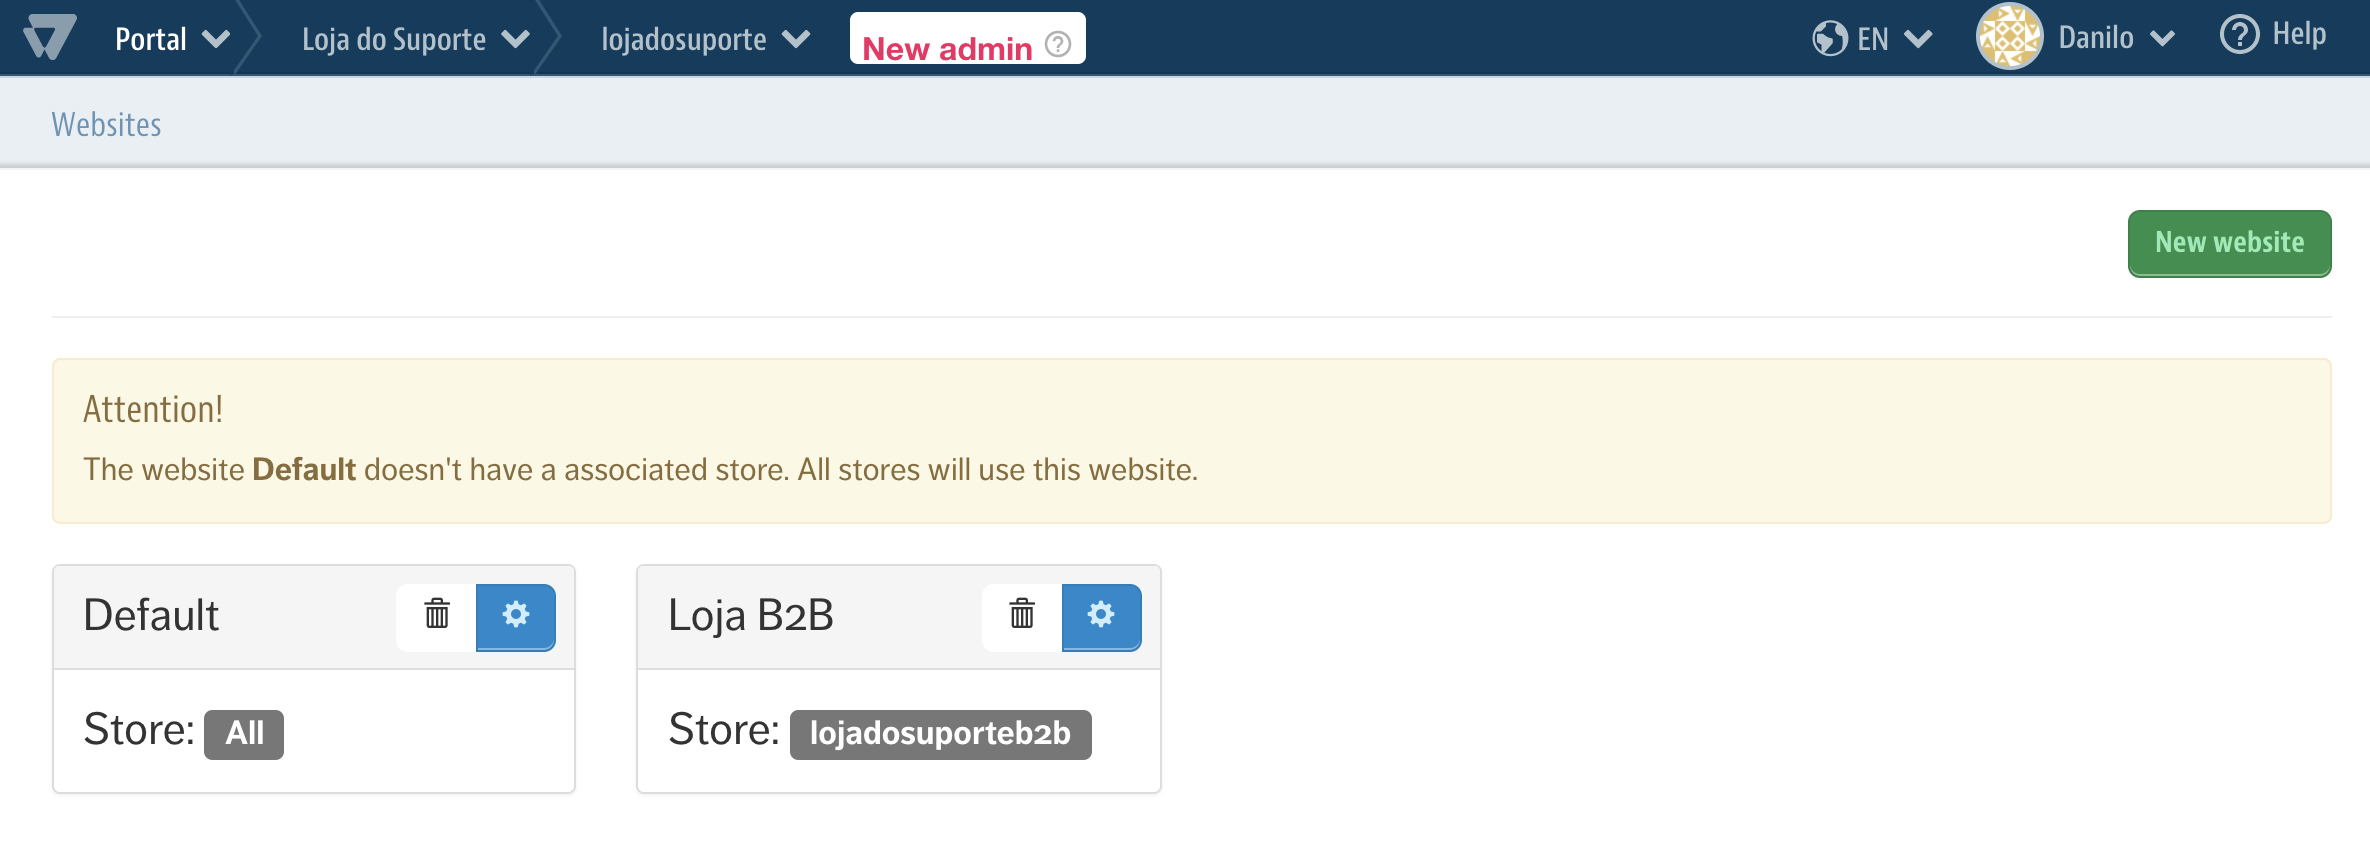 Portal Loja do Suporte lojadosuporte New admin EN Danilo Help
Websites
New website
Attention!
The website Default doesn't have a associated store. All stores will use this website.
Default
Store: All
Loja B2B
Store: lojadosuporteb2b